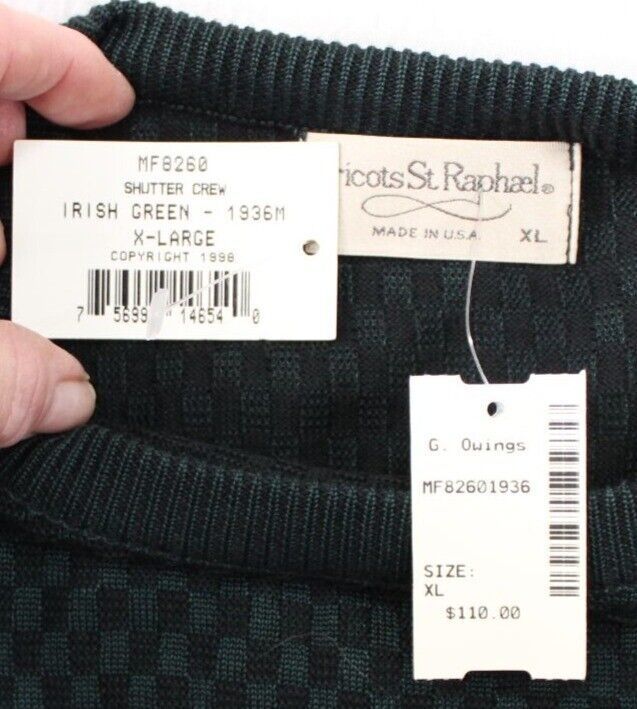 MF8260
SHUTTER CREW
IRISH GREEN - 1936M
X-LARGE
COPYRIGHT 1998
7 5699 14654 0
icots St. Raphael®
MADE IN U.S.A. XL
G. Owings
MF82601936
SIZE:
XL
$110.00